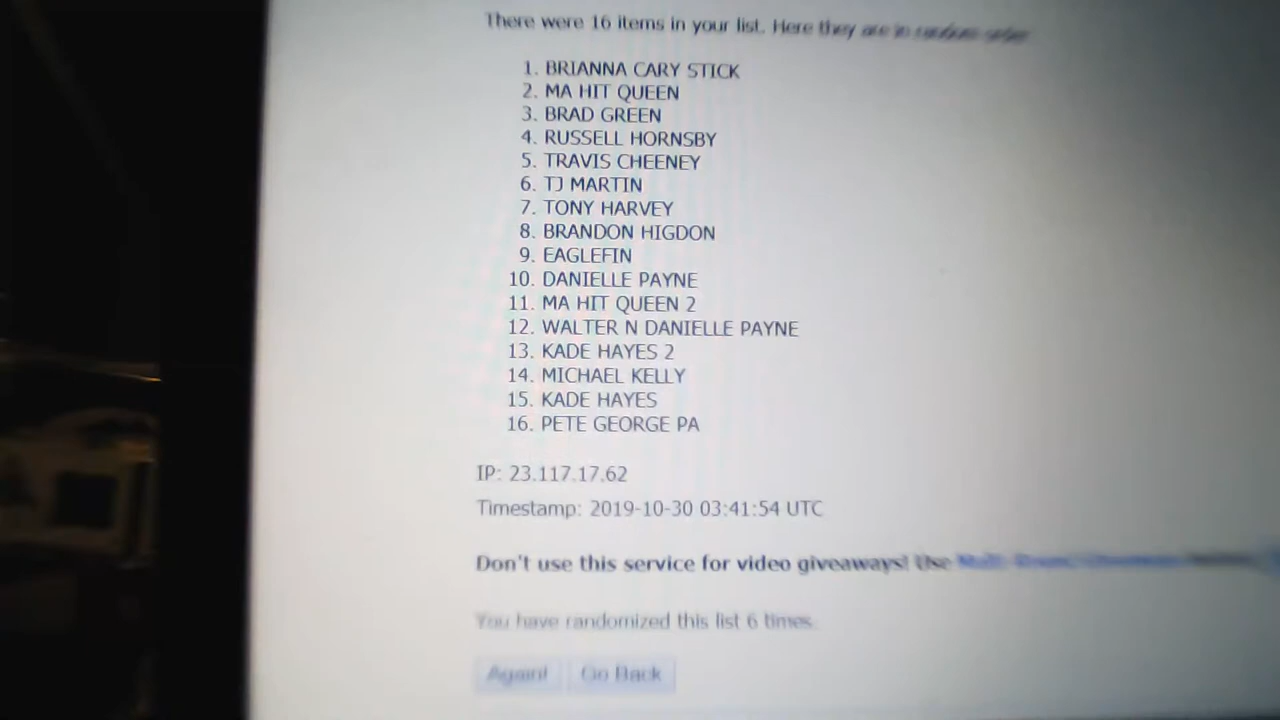 There were 16 items in your list. Here they are in random order:
1. BRIANNA CARY STICK
2. MA HIT QUEEN
3. BRAD GREEN
4. RUSSELL HORNSBY
5. TRAVIS CHEENEY
6. TJ MARTIN
7. TONY HARVEY
8. BRANDON HIGDON
9. EAGLEFIN
10. DANIELLE PAYNE
11. MA HIT QUEEN 2
12. WALTER N DANIELLE PAYNE
13. KADE HAYES 2
14. MICHAEL KELLY
15. KADE HAYES
16. PETE GEORGE PA
IP: 23.117.17.62
Timestamp: 2019-10-30 03:41:54 UTC
Don't use this service for video giveaways! Use
You have randomized this list 6 times.
Again! Go Back